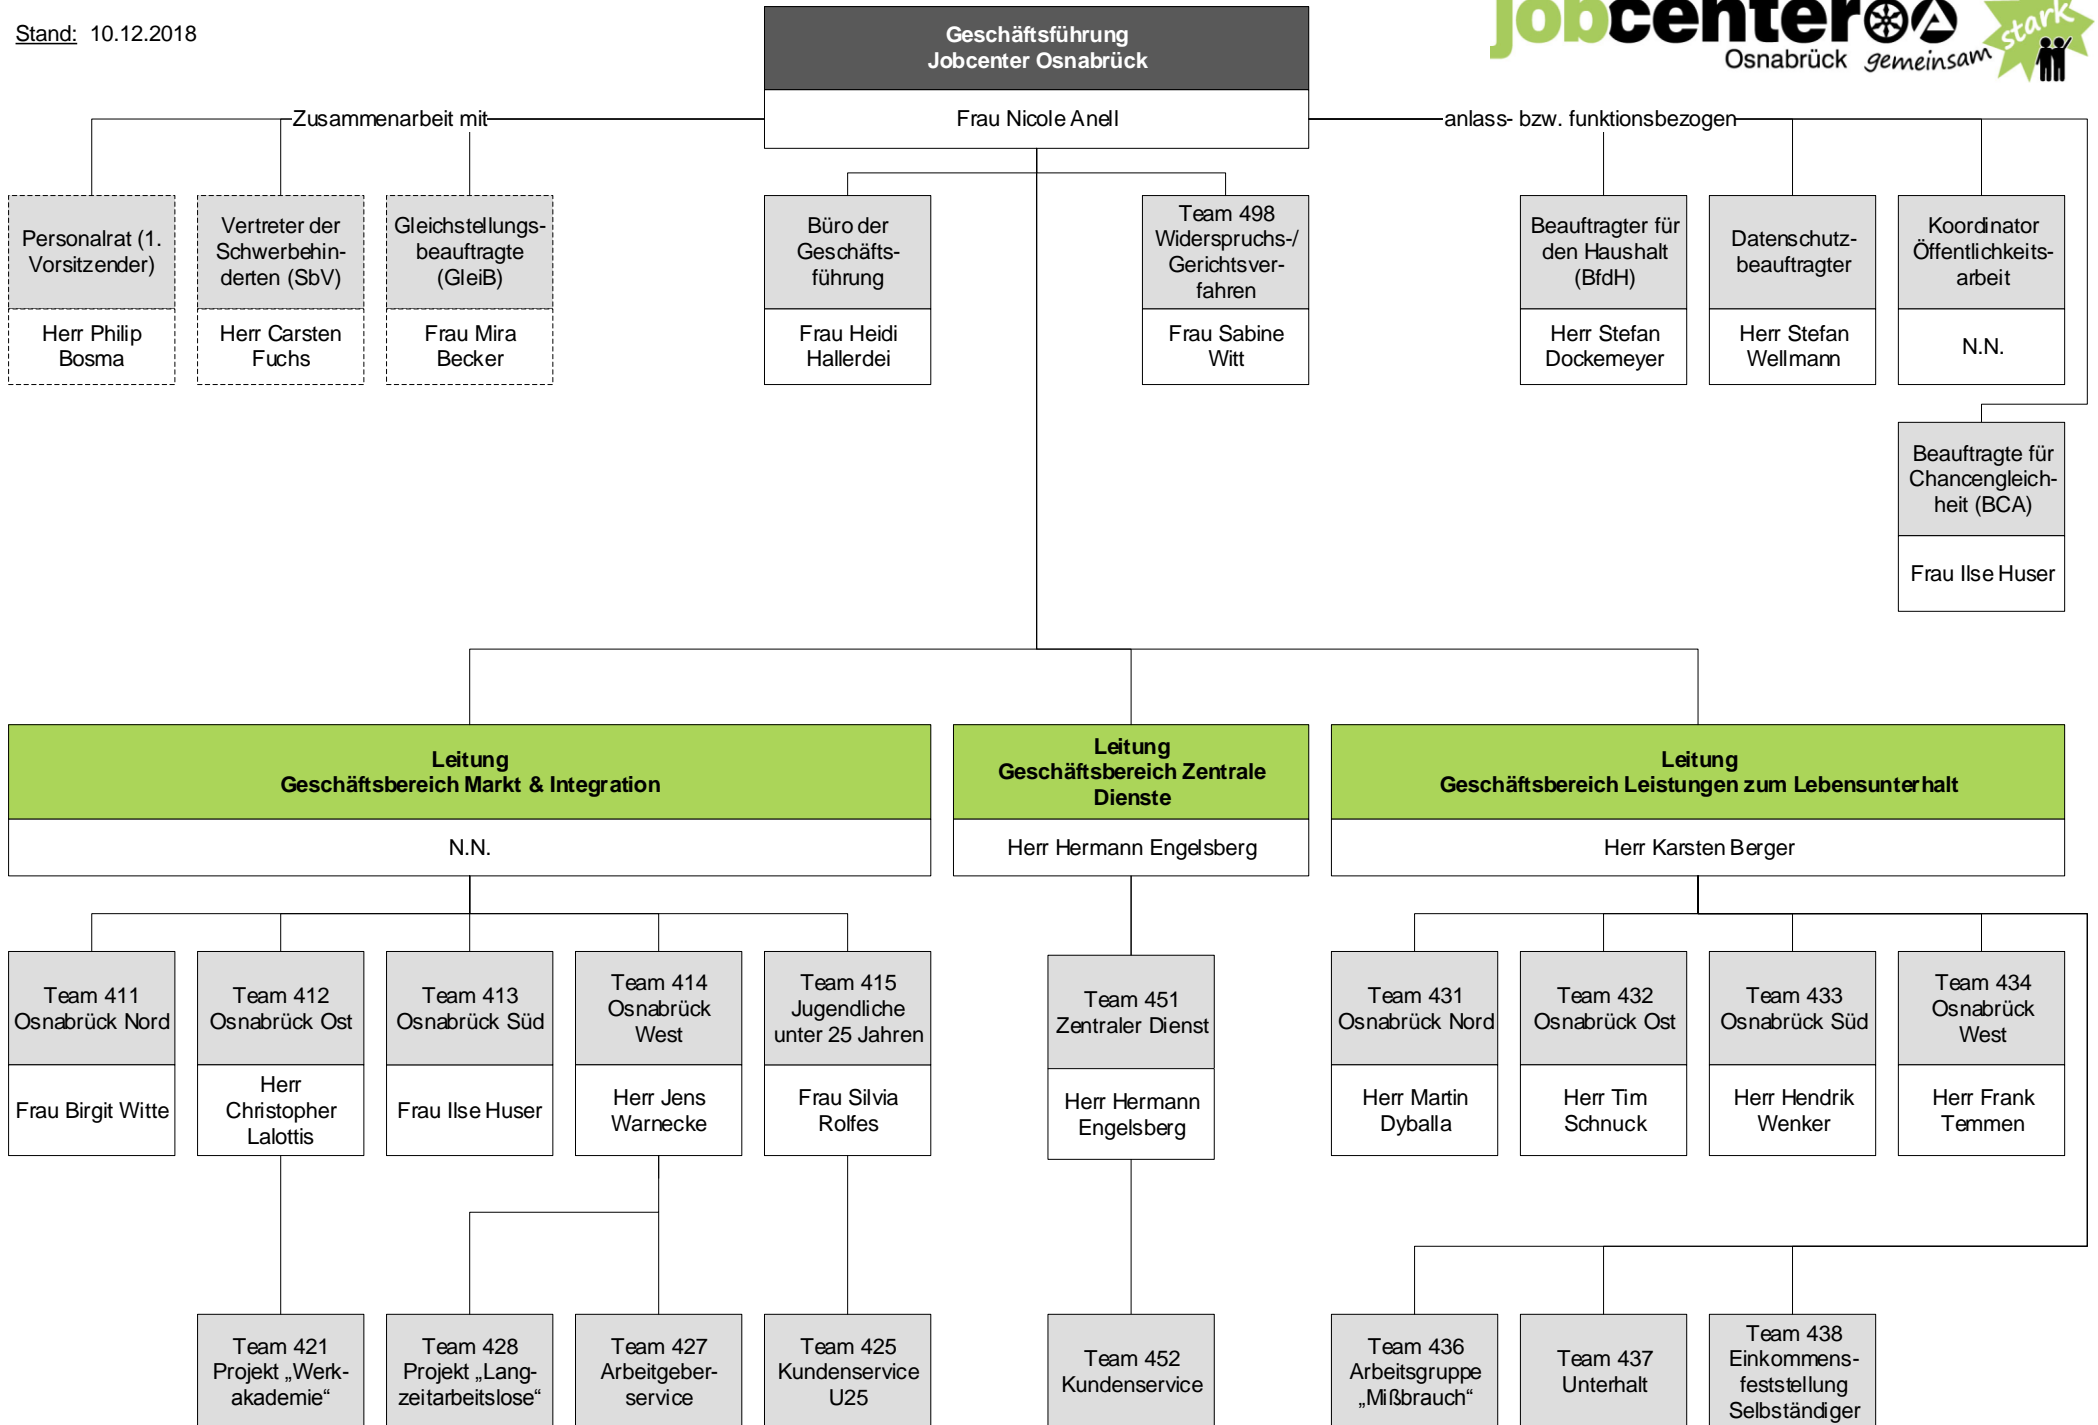 Stand: 10.12.2018
Geschäftsführung
Jobcenter Osnabrück
Frau Nicole Anell
jobcenter
Osnabrück
gemeinsam
stark
Zusammenarbeit mit
anlass- bzw. funktionsbezogen
Personalrat (1.
Vorsitzender)
Herr Philip
Bosma
Vertreter der
Schwerbehin-
derten (SbV)
Herr Carsten
Fuchs
Gleichstellungs-
beauftragte
(GleiB)
Frau Mira
Becker
Büro der
Geschäfts-
führung
Frau Heidi
Hallerdei
Team 498
Widerspruchs-/
Gerichtsver-
fahren
Frau Sabine
Witt
Beauftragter für
den Haushalt
(BfdH)
Herr Stefan
Dockemeyer
Datenschutz-
beauftragter
Herr Stefan
Wellmann
Koordinator
Öffentlichkeits-
arbeit
N.N.
Beauftragte für
Chancengleich-
heit (BCA)
Frau Ilse Huser
Leitung
Geschäftsbereich Markt & Integration
N.N.
Leitung
Geschäftsbereich Zentrale
Dienste
Herr Hermann Engelsberg
Leitung
Geschäftsbereich Leistungen zum Lebensunterhalt
Herr Karsten Berger
Team 411
Osnabrück Nord
Frau Birgit Witte
Team 412
Osnabrück Ost
Herr
Christopher
Lalottis
Team 413
Osnabrück Süd
Frau Ilse Huser
Team 414
Osnabrück
West
Herr Jens
Warnecke
Team 415
Jugendliche
unter 25 Jahren
Frau Silvia
Rolfes
Team 451
Zentraler Dienst
Herr Hermann
Engelsberg
Team 431
Osnabrück Nord
Herr Martin
Dyballa
Team 432
Osnabrück Ost
Herr Tim
Schnuck
Team 433
Osnabrück Süd
Herr Hendrik
Wenker
Team 434
Osnabrück
West
Herr Frank
Temmen
Team 421
Projekt „Werk-
akademie“
Team 428
Projekt „Lang-
zeitarbeitslose“
Team 427
Arbeitgeber-
service
Team 425
Kundenservice
U25
Team 452
Kundenservice
Team 436
Arbeitsgruppe
„Mißbrauch“
Team 437
Unterhalt
Team 438
Einkommens-
feststellung
Selbständiger